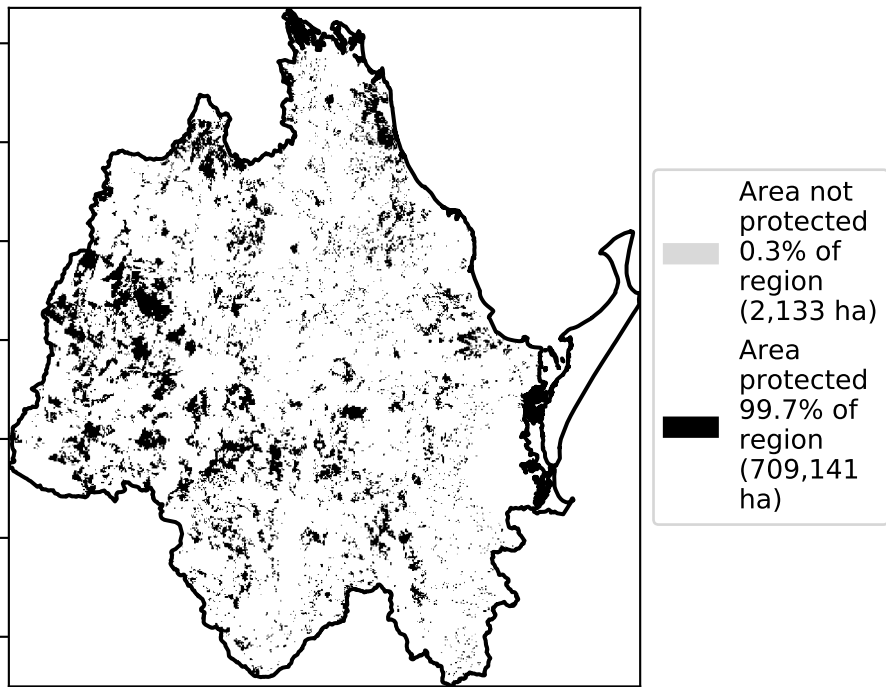 Area not
protected
0.3% of
region
(2,133 ha)
Area
protected
99.7% of
region
(709,141
ha)